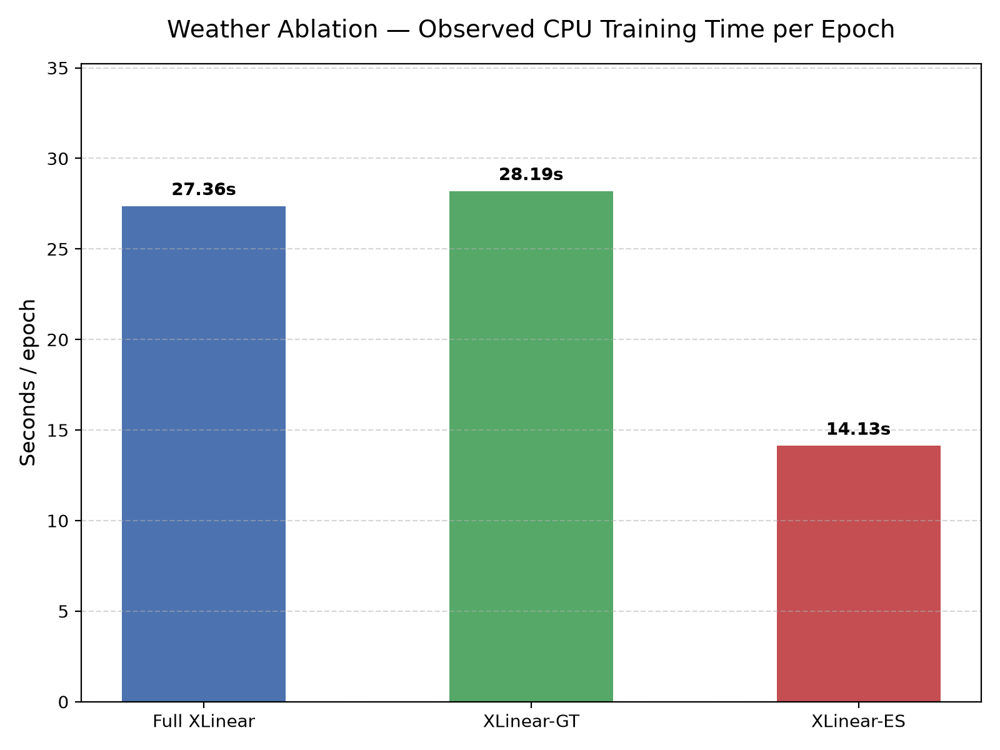 Weather Ablation — Observed CPU Training Time per Epoch
Seconds / epoch
35
30
25
20
15
10
5
0
27.36s
28.19s
14.13s
Full XLinear
XLinear-GT
XLinear-ES